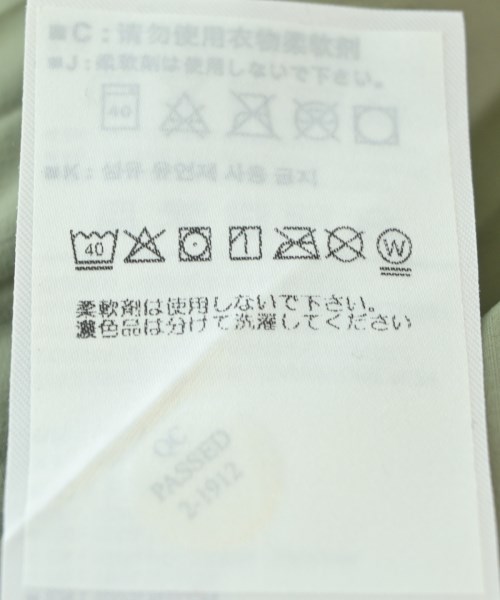 ■C：请勿使用衣物柔软剂
■J：柔軟剤は使用しないで下さい。
40
■K：섬유 유연제 사용 금지
40 W
柔軟剤は使用しないで下さい。
濃色品は分けて洗濯してください
QC
PASSED
2-1912